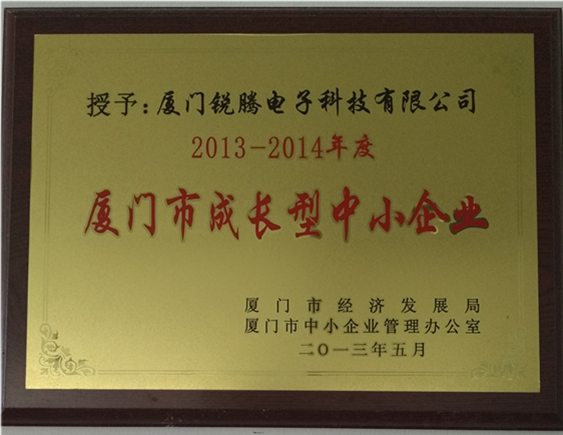 授予：厦门锐腾电子科技有限公司
2013-2014年度
厦门市成长型中小企业
厦门市经济发展局
厦门市中小企业管理办公室
二〇一三年五月